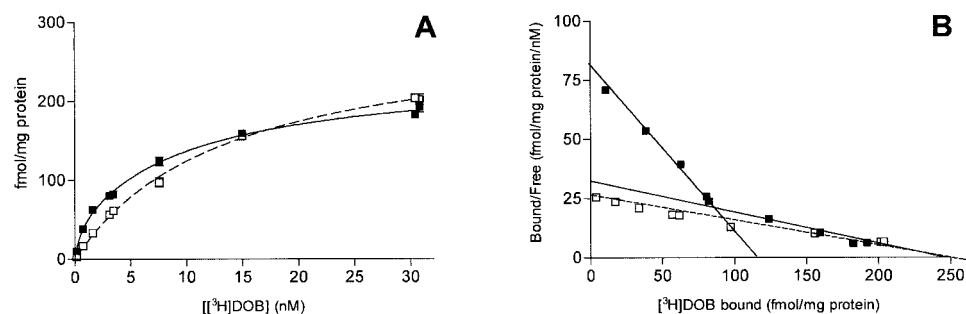 A
fmol/mg protein
300
200
100
0
0 5 10 15 20 25 30
[[³H]DOB] (nM)
B
Bound/Free (fmol/mg protein/nM)
100
75
50
25
0
0 50 100 150 200 250
[³H]DOB bound (fmol/mg protein)